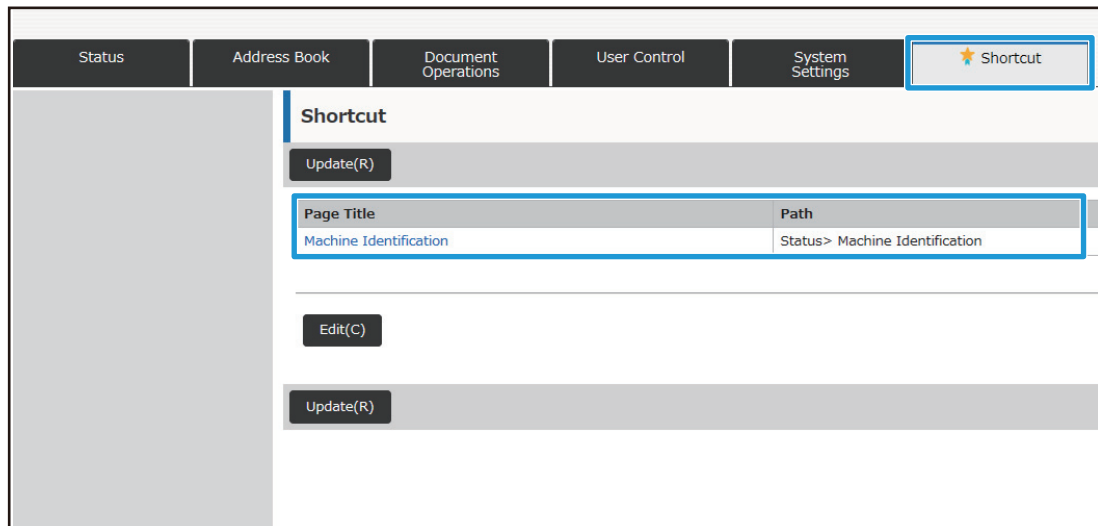 Status
Address Book
Document
Operations
User Control
System
Settings
Shortcut
Shortcut
Update(R)
Page Title Path
Machine Identification Status> Machine Identification
Edit(C)
Update(R)